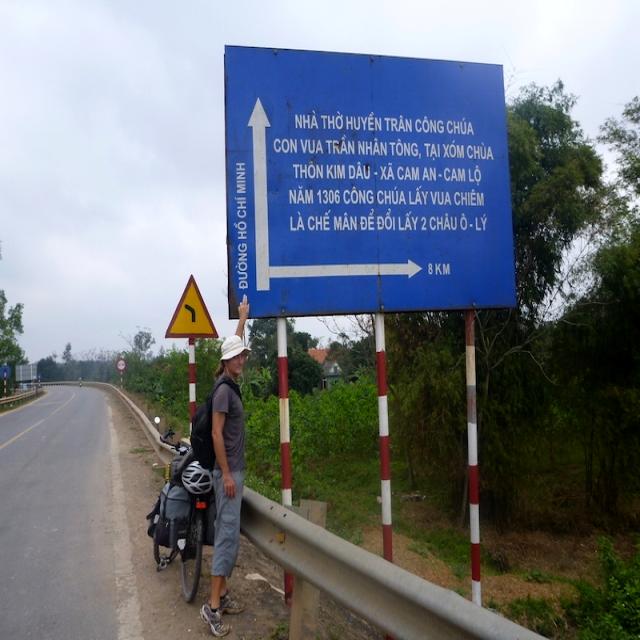 NHÀ THỜ HUYỀN TRÂN CÔNG CHÚA
CON VUA TRẦN NHÂN TÔNG, TẠI XÓM CHÙA
THÔN KIM DÂU - XÃ CAM AN - CAM LỘ
NĂM 1306 CÔNG CHÚA LẤY VUA CHIÊM
LÀ CHẾ MÂN ĐỂ ĐỔI LẤY 2 CHÂU Ô - LÝ
ĐƯỜNG HỒ CHÍ MINH
8 KM